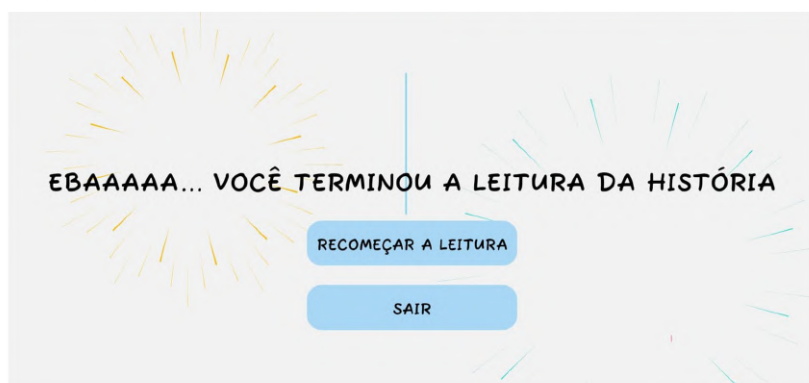 EBAAAAA... VOCÊ TERMINOU A LEITURA DA HISTÓRIA
RECOMEÇAR A LEITURA
SAIR